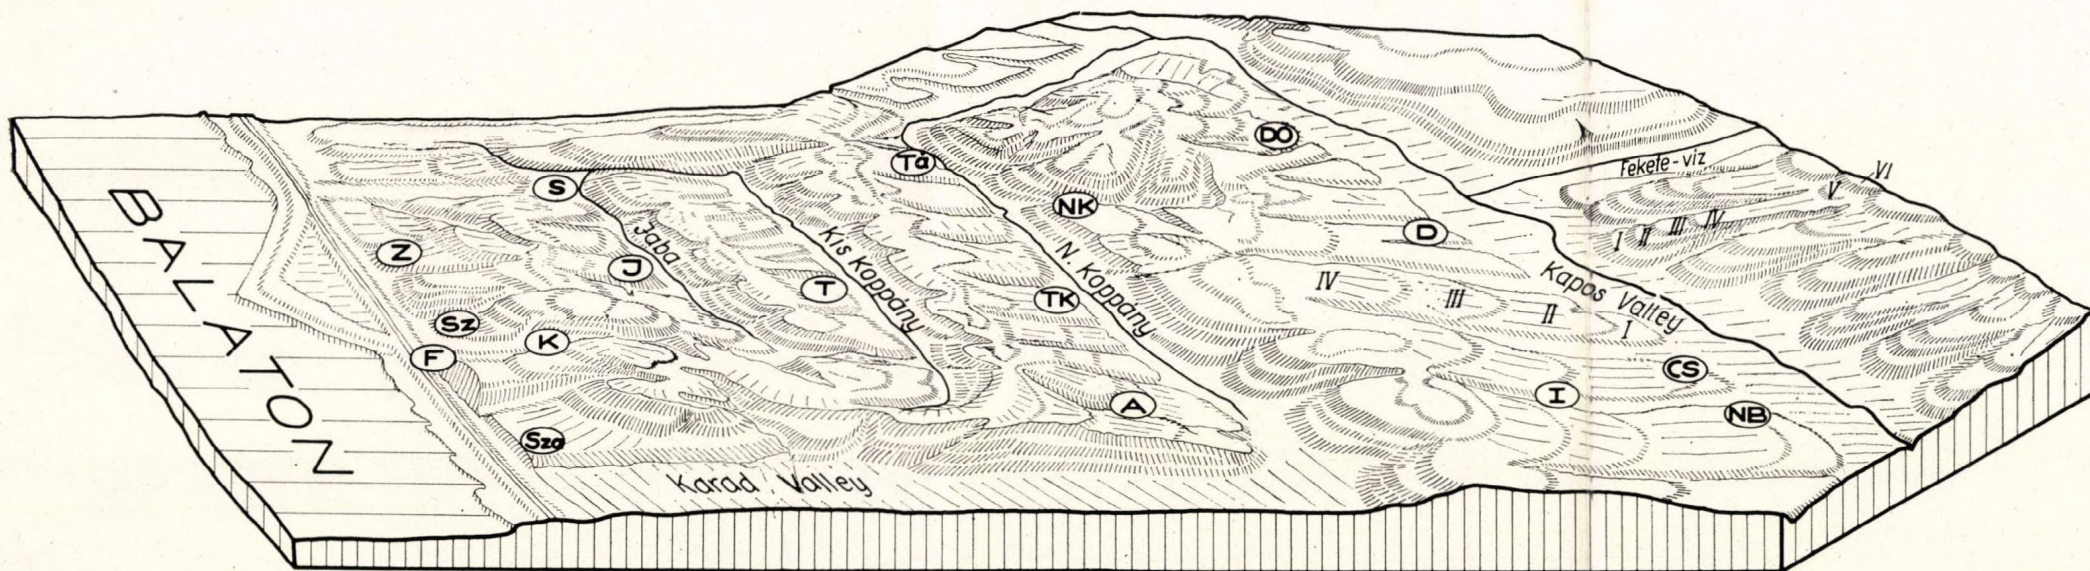 BALATON
Z
Sz
F
Sza
S
J
K
Jaba
T
Kis Koppány
Tá
NK
TK
N. Koppány
A
Karad Valley
DÖ
D
Fekete-viz
I II III IV V VI
Kapos Valley
IV III II I
I
CS
NB